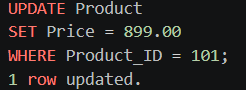 UPDATE Product
SET Price = 899.00
WHERE Product_ID = 101;
1 row updated.